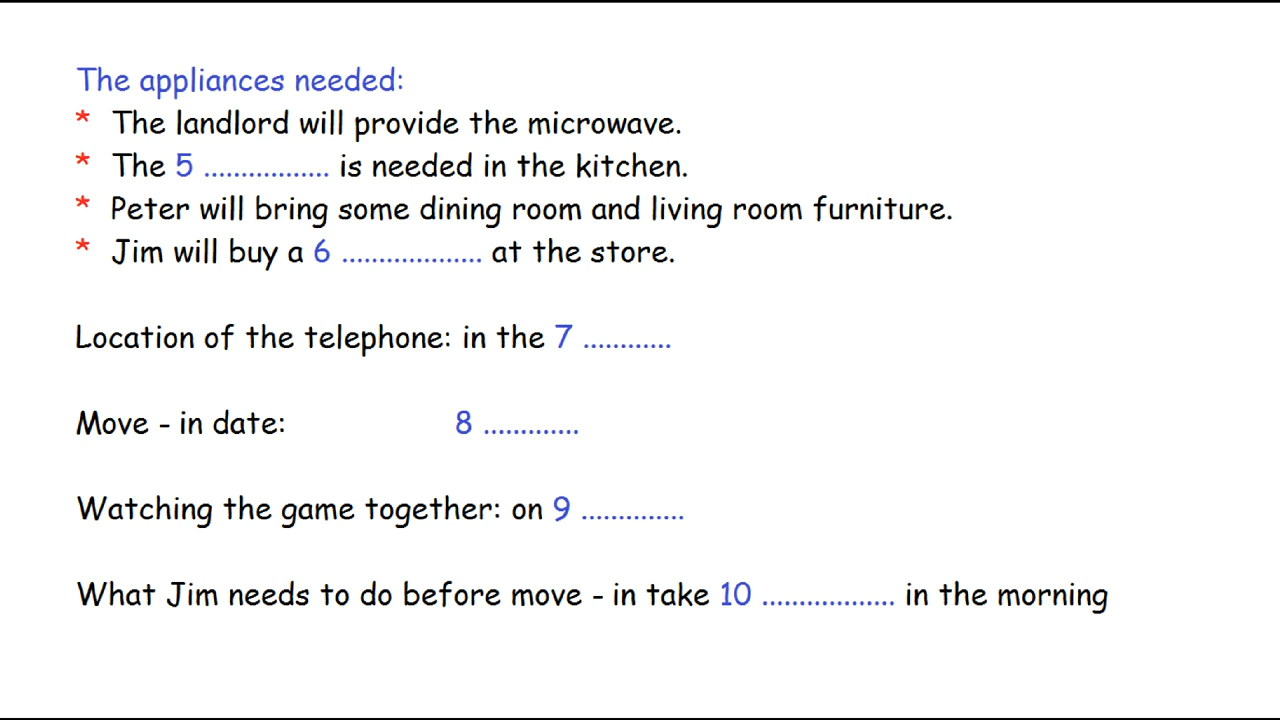 The appliances needed:
* The landlord will provide the microwave.
* The 5 ................. is needed in the kitchen.
* Peter will bring some dining room and living room furniture.
* Jim will buy a 6 ................... at the store.
Location of the telephone: in the 7 ............
Move - in date: 8 .............
Watching the game together: on 9 ..............
What Jim needs to do before move - in take 10 .................. in the morning